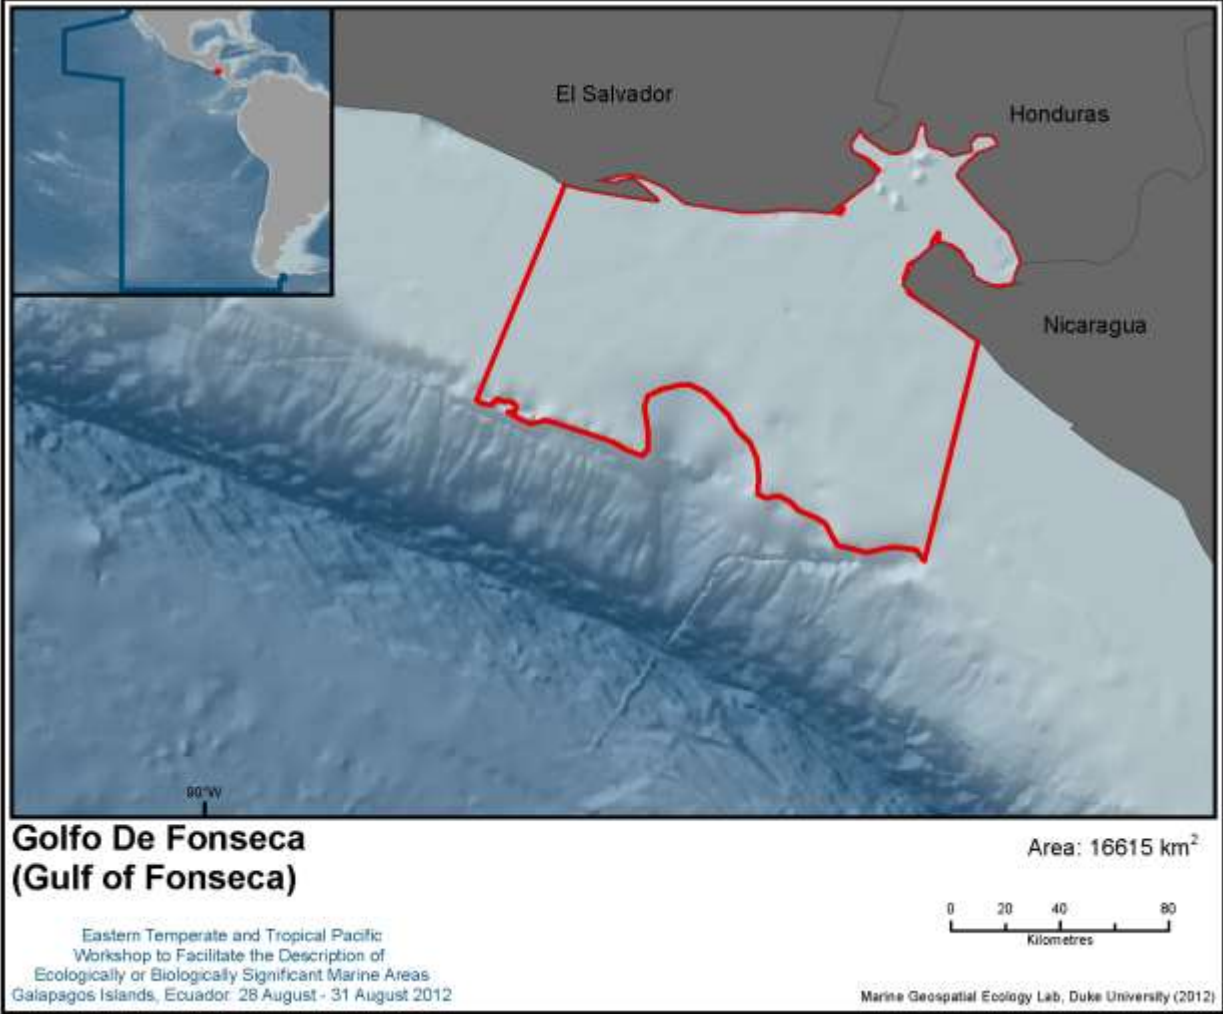 El Salvador
Honduras
Nicaragua
90°W
Golfo De Fonseca
(Gulf of Fonseca)
Area: 16615 km²
0 20 40 80
Kilometres
Eastern Temperate and Tropical Pacific
Workshop to Facilitate the Description of
Ecologically or Biologically Significant Marine Areas
Galapagos Islands, Ecuador: 28 August - 31 August 2012
Marine Geospatial Ecology Lab, Duke University (2012)